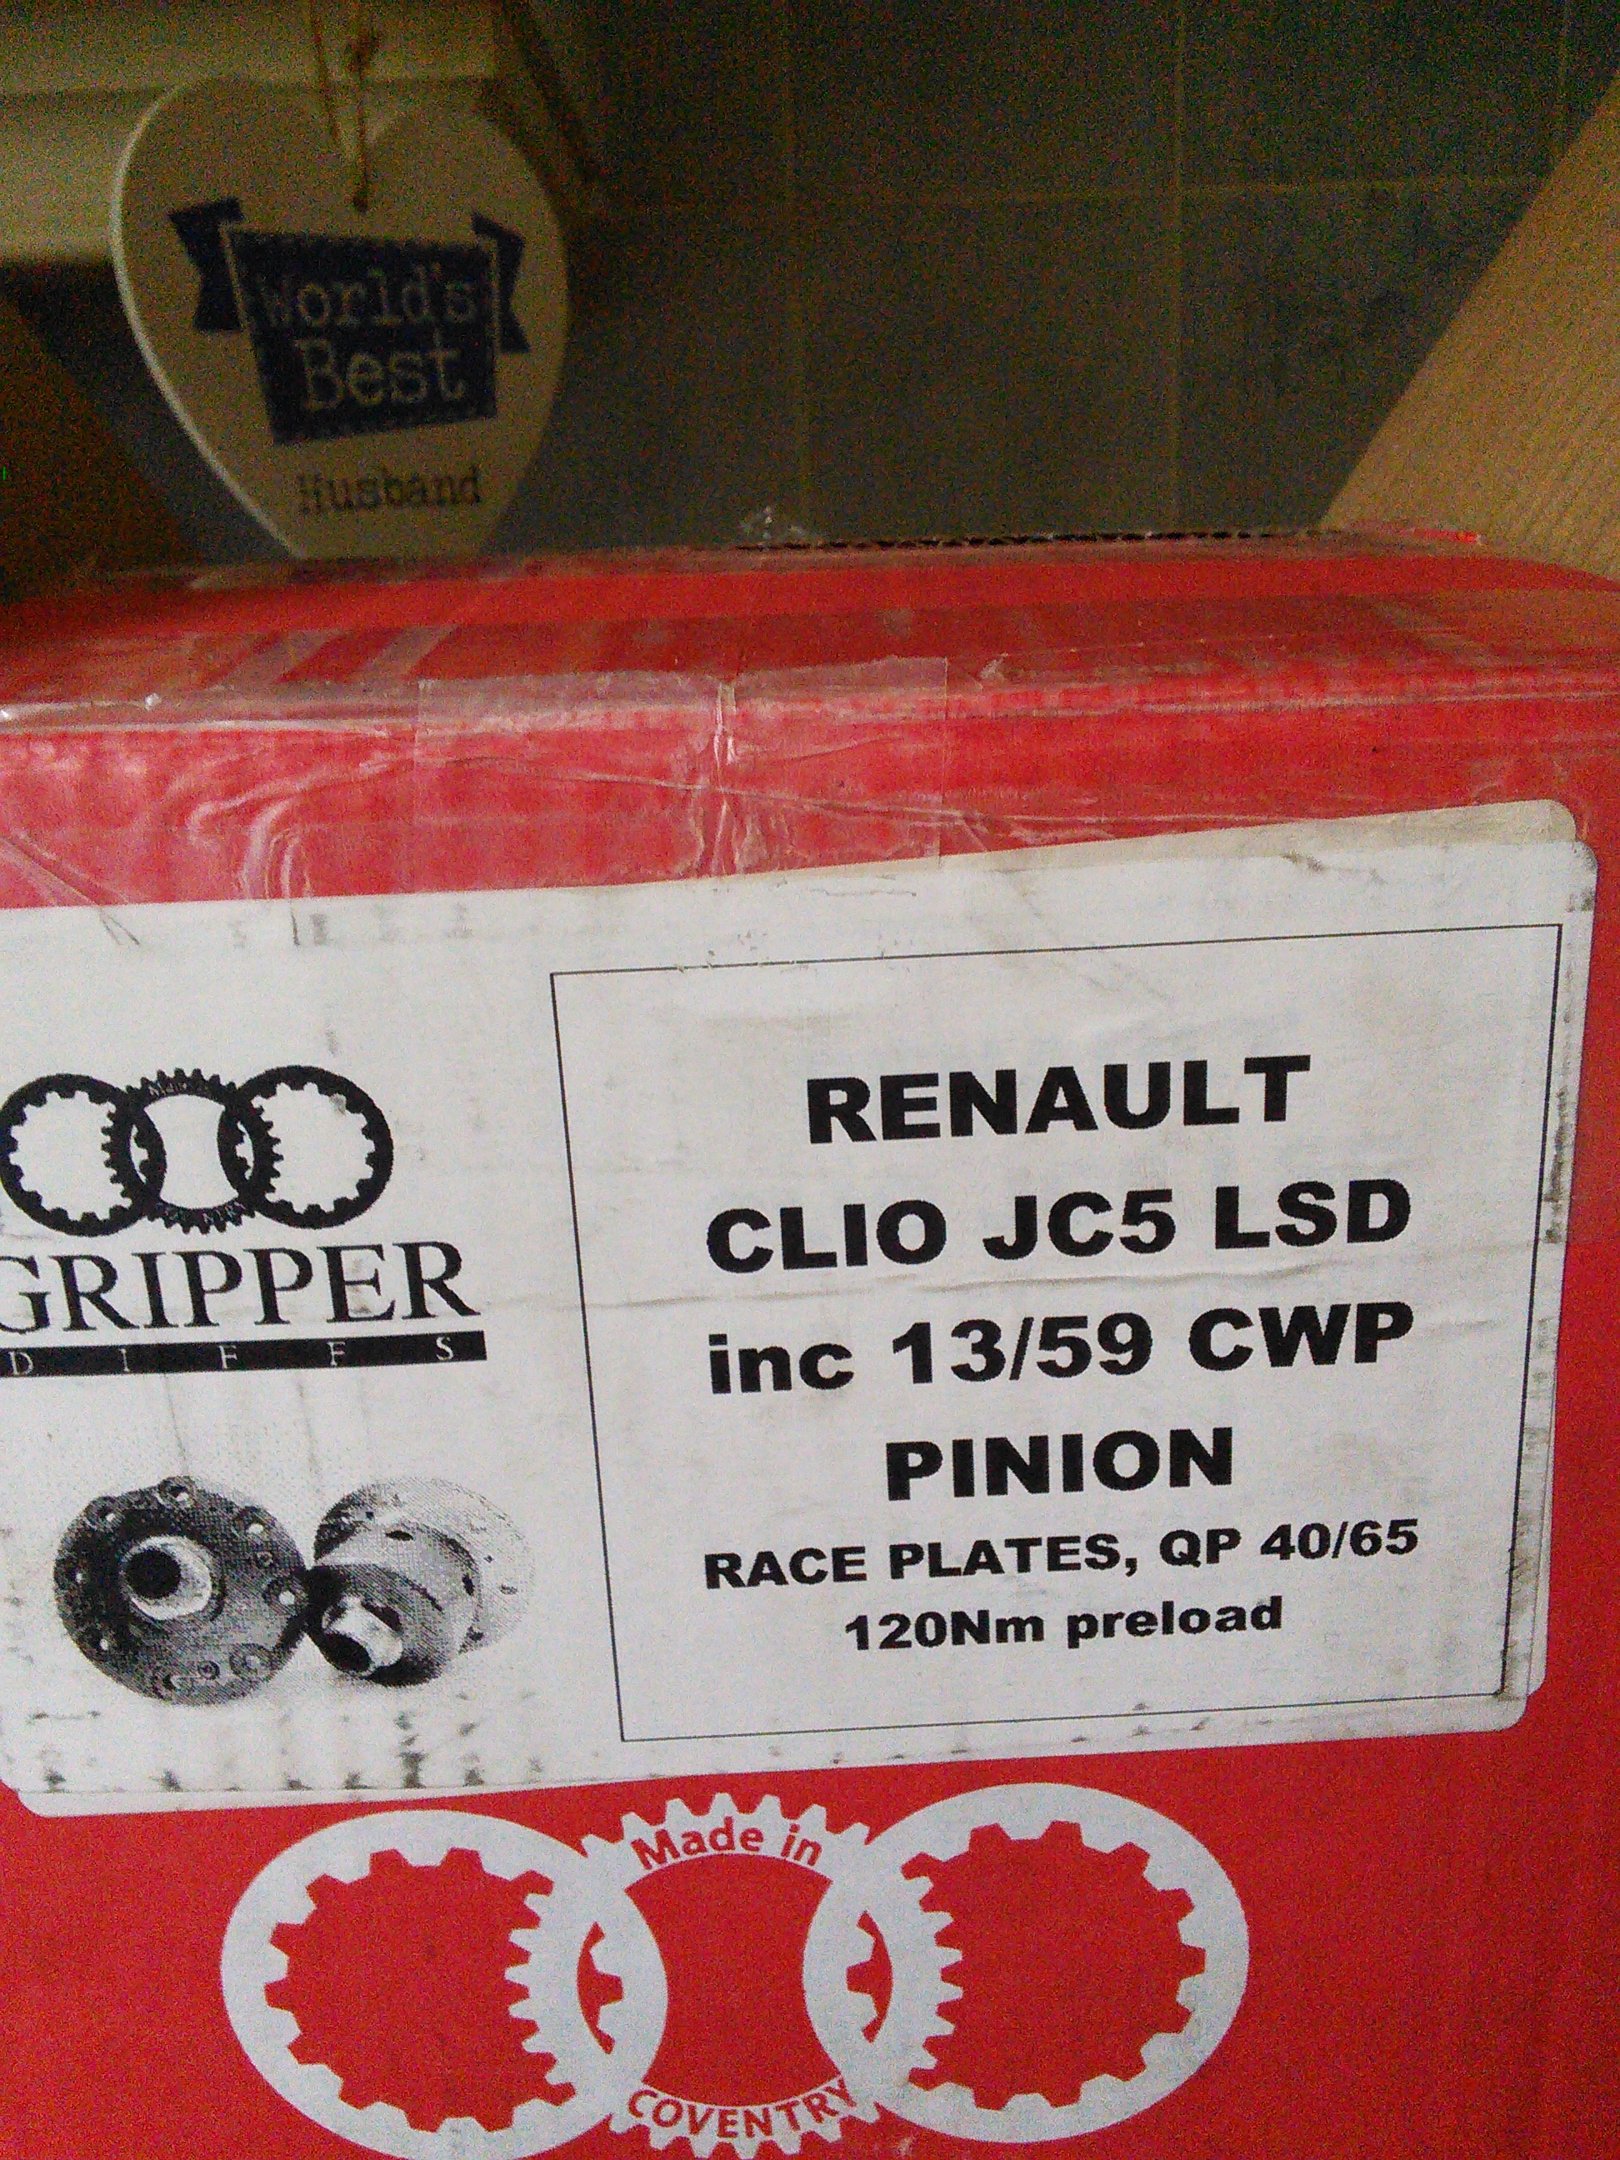 World's
Best
Husband
GRIPPER
DIFFS
RENAULT
CLIO JC5 LSD
inc 13/59 CWP
PINION
RACE PLATES, QP 40/65
120Nm preload
Made in
COVENTRY